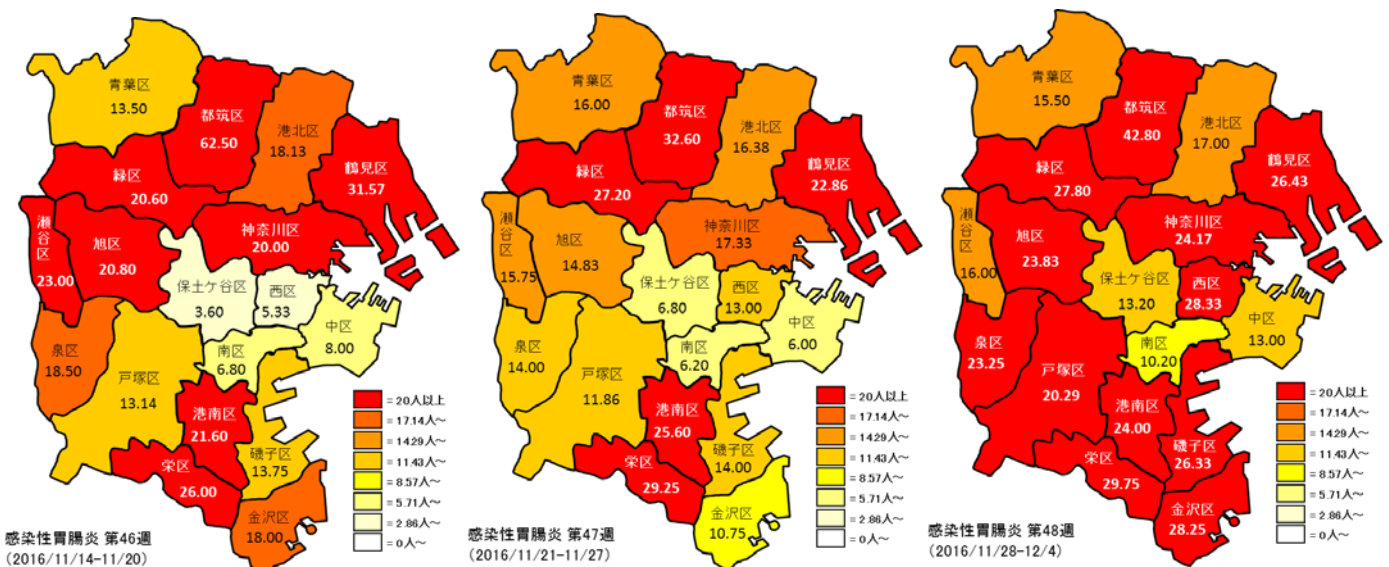 青葉区
13.50
都筑区
62.50
港北区
18.13
鶴見区
31.57
緑区
20.60
瀬谷区
23.00
旭区
20.80
神奈川区
20.00
保土ケ谷区
3.60
西区
5.33
中区
8.00
南区
6.80
泉区
18.50
戸塚区
13.14
港南区
21.60
磯子区
13.75
栄区
26.00
金沢区
18.00
=20人以上
=17.14人~
=14.29人~
=11.43人~
=8.57人~
=5.71人~
=2.86人~
=0人~
感染性胃腸炎 第46週
(2016/11/14-11/20)
青葉区
16.00
都筑区
32.60
港北区
16.38
鶴見区
22.86
緑区
27.20
瀬谷区
15.75
旭区
14.83
神奈川区
17.33
保土ケ谷区
6.80
西区
13.00
中区
6.00
南区
6.20
泉区
14.00
戸塚区
11.86
港南区
25.60
磯子区
14.00
栄区
29.25
金沢区
10.75
=20人以上
=17.14人~
=14.29人~
=11.43人~
=8.57人~
=5.71人~
=2.86人~
=0人~
感染性胃腸炎 第47週
(2016/11/21-11/27)
青葉区
15.50
都筑区
42.80
港北区
17.00
鶴見区
26.43
緑区
27.80
瀬谷区
16.00
旭区
23.83
神奈川区
24.17
保土ケ谷区
13.20
西区
28.33
中区
13.00
南区
10.20
泉区
23.25
戸塚区
20.29
港南区
24.00
磯子区
26.33
栄区
29.75
金沢区
28.25
=20人以上
=17.14人~
=14.29人~
=11.43人~
=8.57人~
=5.71人~
=2.86人~
=0人~
感染性胃腸炎 第48週
(2016/11/28-12/4)